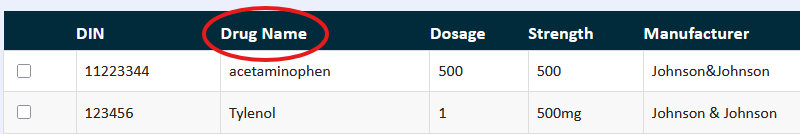 DIN Drug Name Dosage Strength Manufacturer
11223344 acetaminophen 500 500 Johnson&Johnson
123456 Tylenol 1 500mg Johnson & Johnson